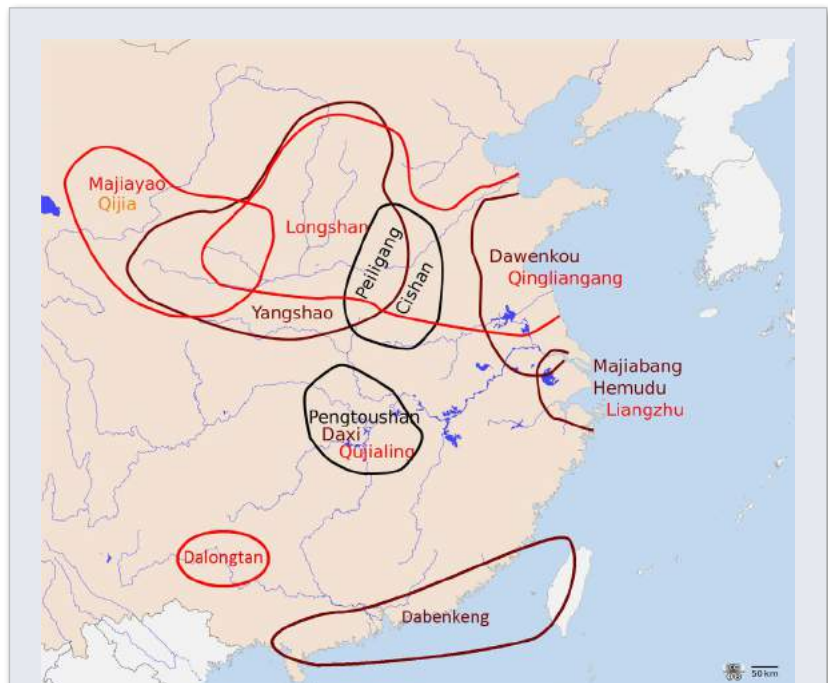 Majiayao
Qijia
Longshan
Peiligang
Cishan
Dawenkou
Qingliangang
Yangshao
Majiabang
Hemudu
Liangzhu
Pengtoushan
Daxi
Qujialing
Dalongtan
Dabenkeng
50 km